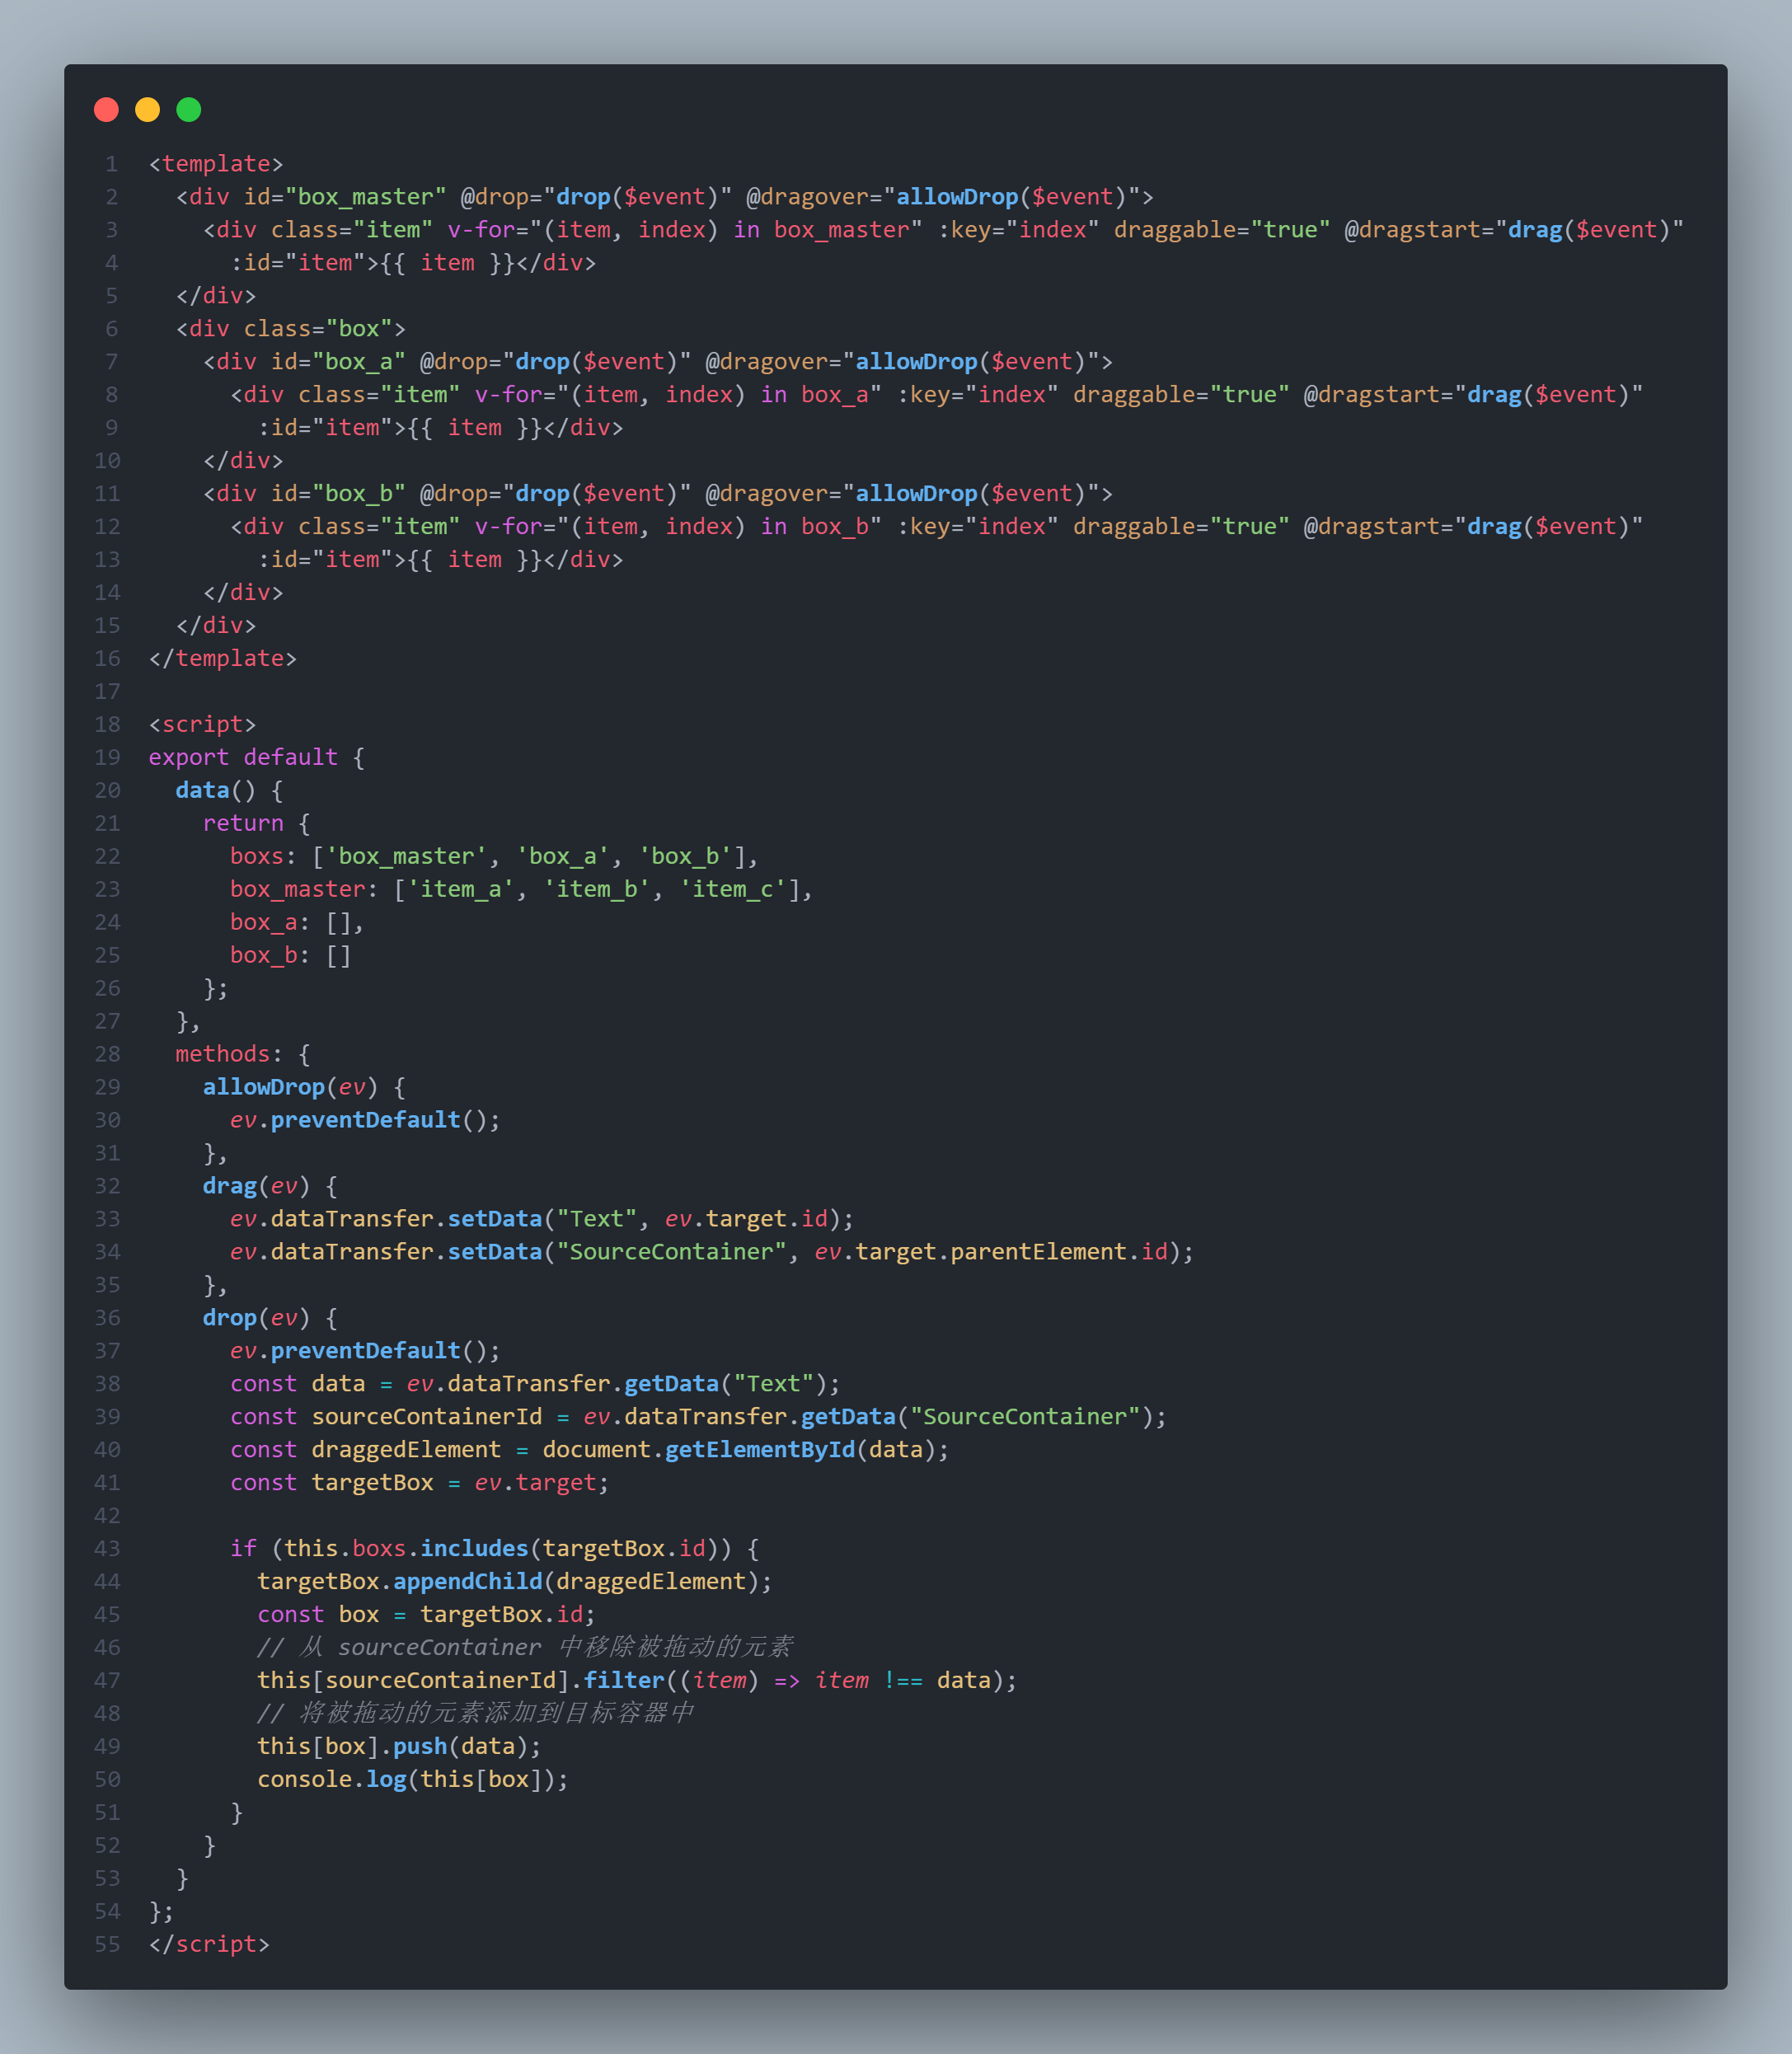 1 <template>
2   <div id="box_master" @drop="drop($event)" @dragover="allowDrop($event)">
3     <div class="item" v-for="(item, index) in box_master" :key="index" draggable="true" @dragstart="drag($event)"
4       :id="item">{{ item }}</div>
5   </div>
6   <div class="box">
7     <div id="box_a" @drop="drop($event)" @dragover="allowDrop($event)">
8       <div class="item" v-for="(item, index) in box_a" :key="index" draggable="true" @dragstart="drag($event)"
9         :id="item">{{ item }}</div>
10     </div>
11     <div id="box_b" @drop="drop($event)" @dragover="allowDrop($event)">
12       <div class="item" v-for="(item, index) in box_b" :key="index" draggable="true" @dragstart="drag($event)"
13         :id="item">{{ item }}</div>
14     </div>
15   </div>
16 </template>
17
18 <script>
19 export default {
20   data() {
21     return {
22       boxs: ['box_master', 'box_a', 'box_b'],
23       box_master: ['item_a', 'item_b', 'item_c'],
24       box_a: [],
25       box_b: []
26     };
27   },
28   methods: {
29     allowDrop(ev) {
30       ev.preventDefault();
31     },
32     drag(ev) {
33       ev.dataTransfer.setData("Text", ev.target.id);
34       ev.dataTransfer.setData("SourceContainer", ev.target.parentElement.id);
35     },
36     drop(ev) {
37       ev.preventDefault();
38       const data = ev.dataTransfer.getData("Text");
39       const sourceContainerId = ev.dataTransfer.getData("SourceContainer");
40       const draggedElement = document.getElementById(data);
41       const targetBox = ev.target;
42
43       if (this.boxs.includes(targetBox.id)) {
44         targetBox.appendChild(draggedElement);
45         const box = targetBox.id;
46         // 从 sourceContainer 中移除被拖动的元素
47         this[sourceContainerId].filter((item) => item !== data);
48         // 将被拖动的元素添加到目标容器中
49         this[box].push(data);
50         console.log(this[box]);
51       }
52     }
53   }
54 };
55 </script>